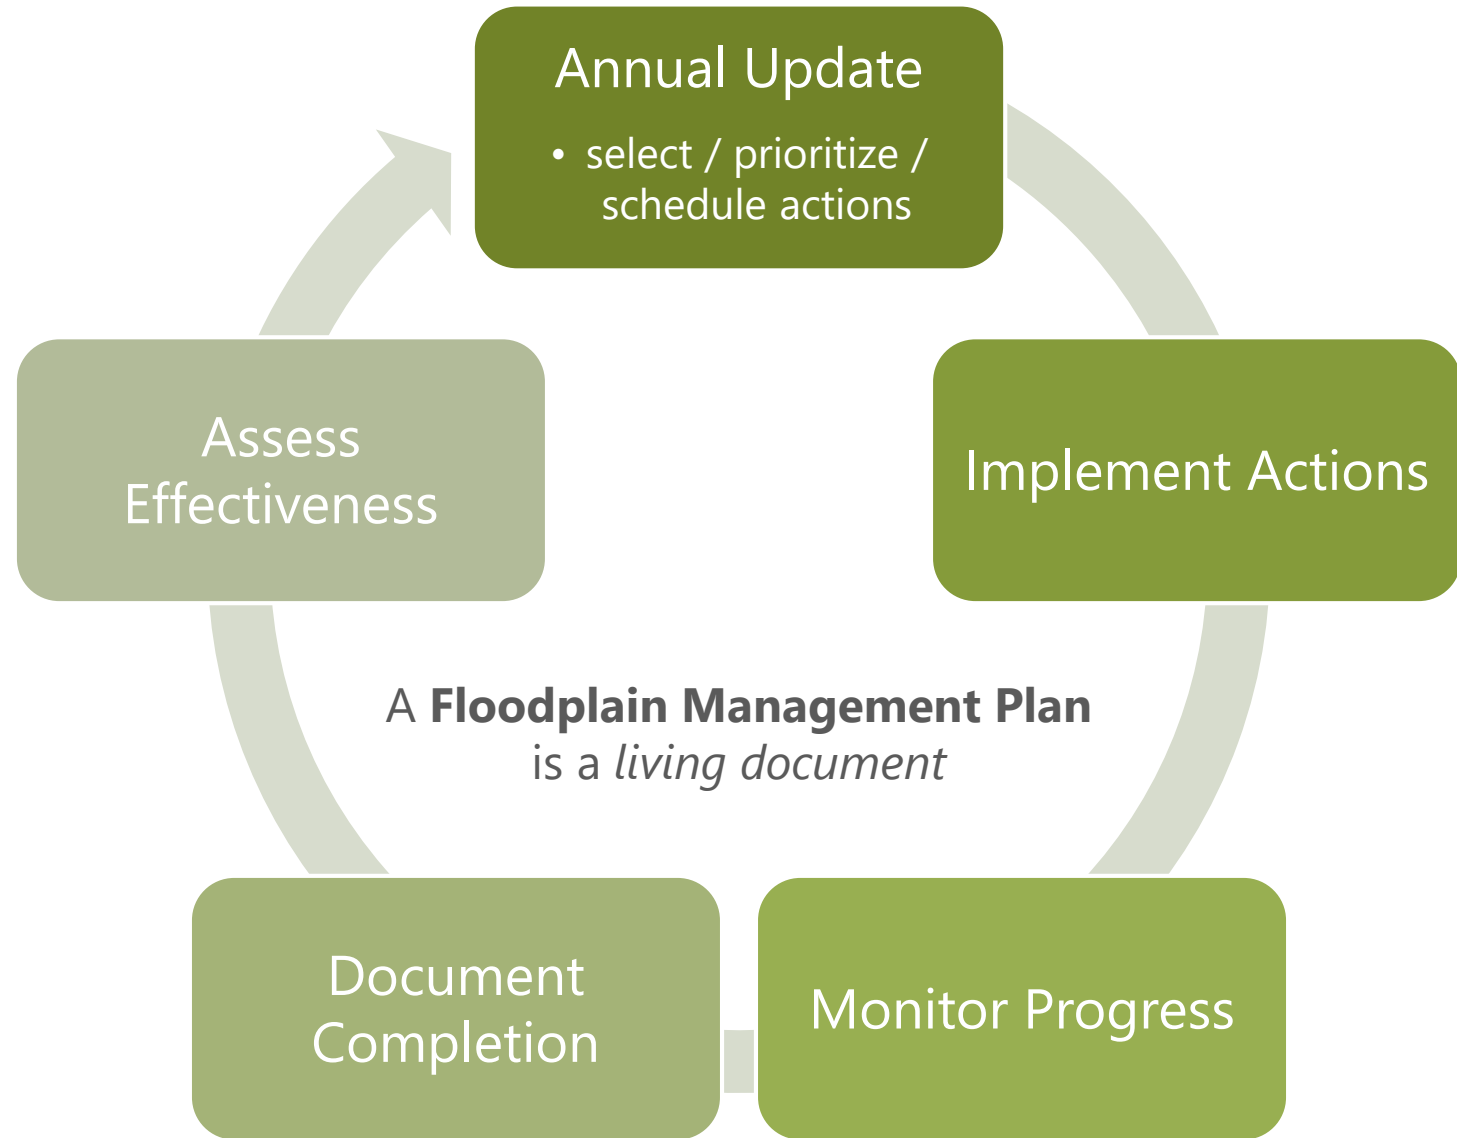 Annual Update
• select / prioritize /
schedule actions
Implement Actions
Monitor Progress
Document
Completion
Assess
Effectiveness
A Floodplain Management Plan
is a living document